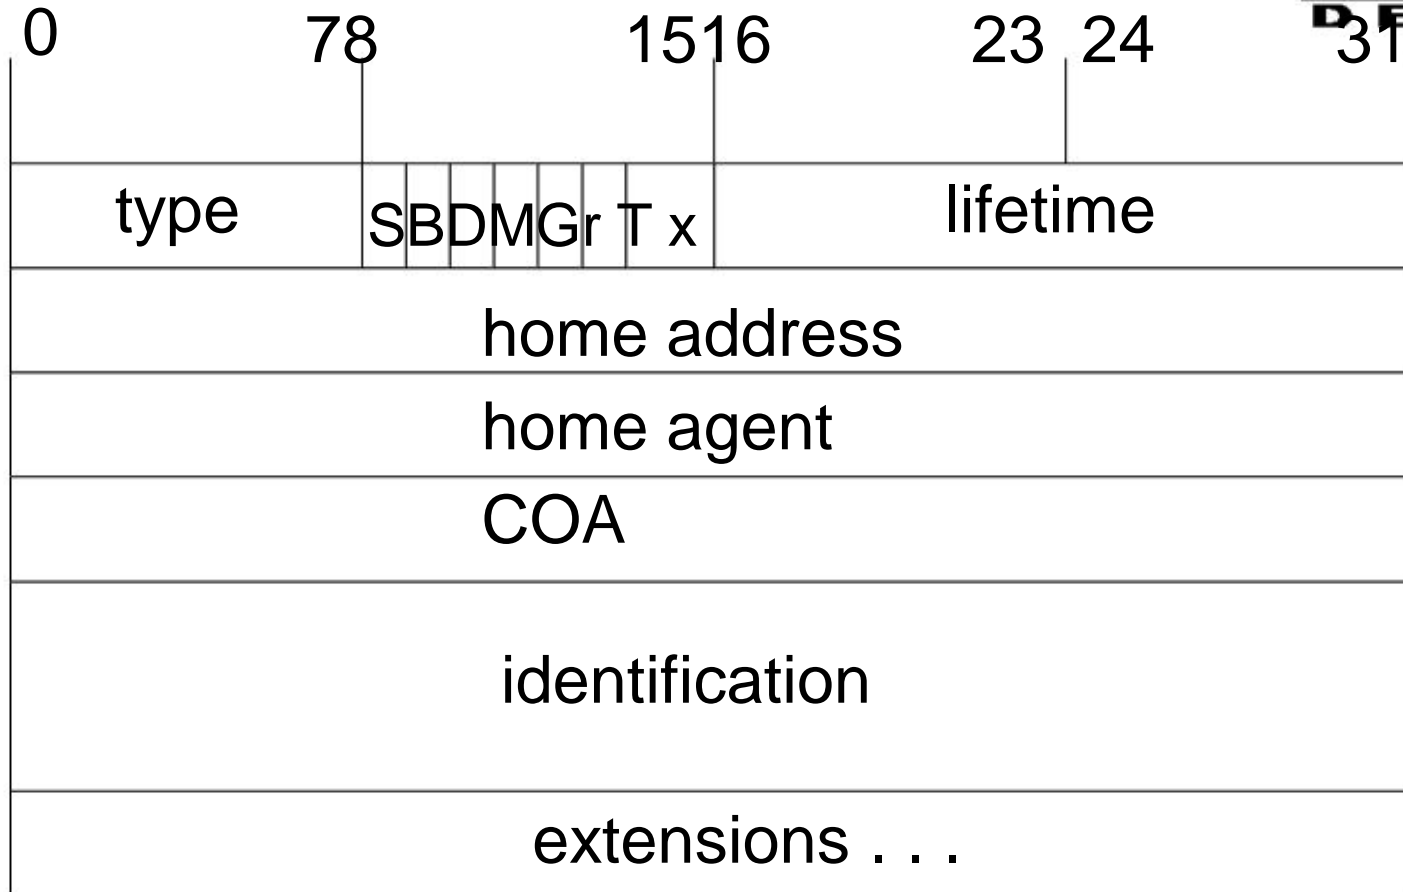 0 78 1516 23 24 31
type SBDMGr T x lifetime
home address
home agent
COA
identification
extensions . . .